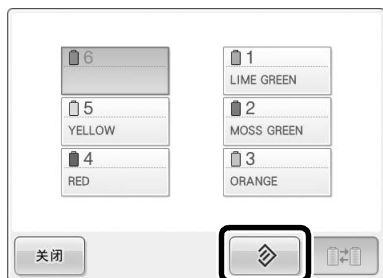 6
1
LIME GREEN
5
YELLOW
2
MOSS GREEN
4
RED
3
ORANGE
关闭